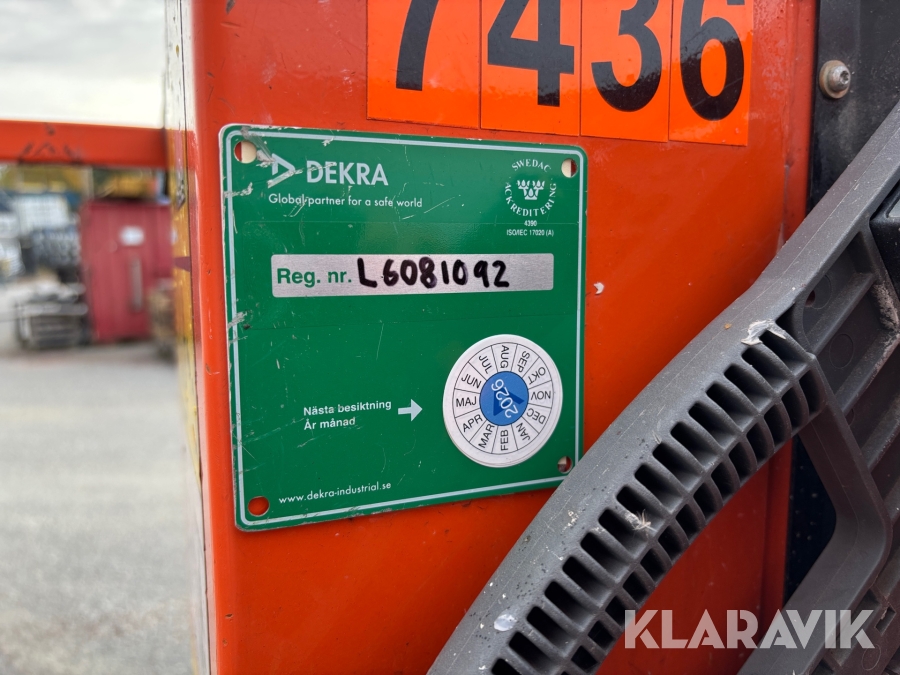 7436
DEKRA
Global partner for a safe world
SWEDAC
ACKREDITERING
4390
ISO/IEC 17020 (A)
Reg. nr. L6081092
Nästa besiktning
År månad
JAN
FEB
MAR
APR
MAJ
JUN
JUL
AUG
SEP
OKT
NOV
DEC
2026
www.dekra-industrial.se
KLARAVIK